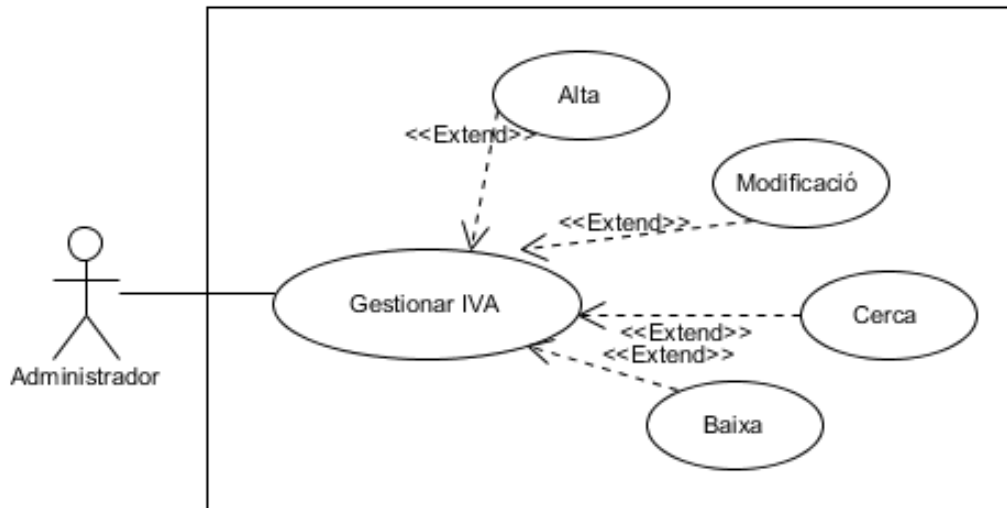 Alta
<<Extend>>
Modificació
<<Extend>>
Gestionar IVA
Cerca
<<Extend>>
<<Extend>>
Administrador
Baixa